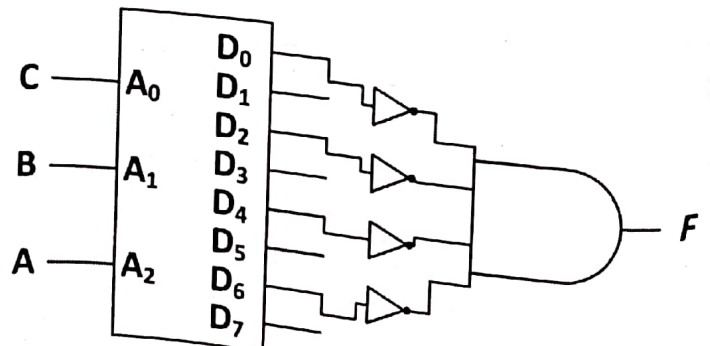 C
B
A
A₀
A₁
A₂
D₀
D₁
D₂
D₃
D₄
D₅
D₆
D₇
F